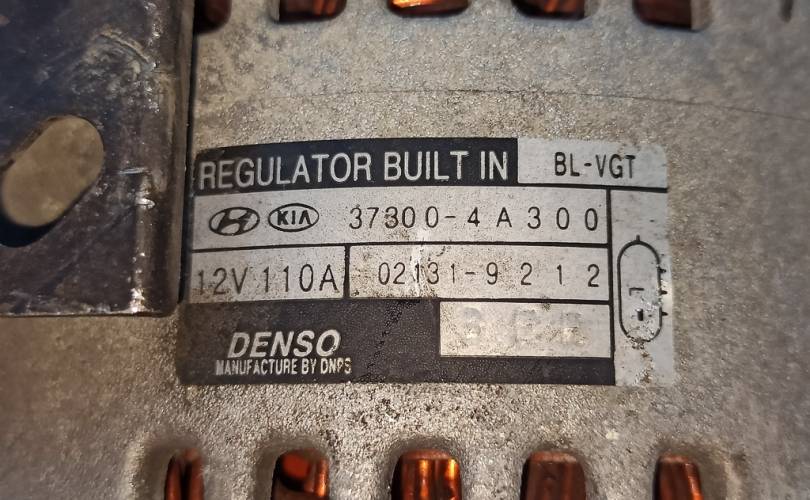 REGULATOR BUILT IN BL-VGT
KIA 37300-4A300
12V 110A 02131-9212
DENSO
MANUFACTURE BY DNPS
L